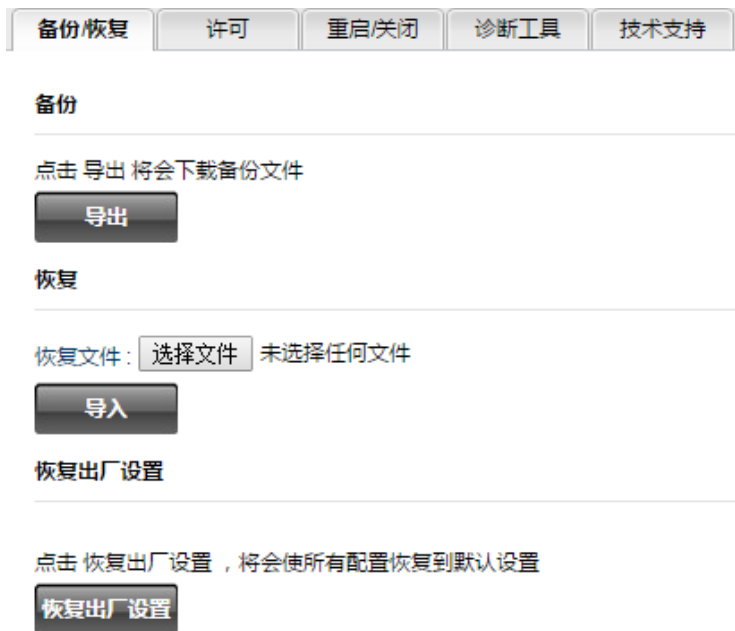 备份/恢复 许可 重启/关闭 诊断工具 技术支持
备份
点击 导出 将会下载备份文件
导出
恢复
恢复文件 : 选择文件 未选择任何文件
导入
恢复出厂设置
点击 恢复出厂设置 ，将会使所有配置恢复到默认设置
恢复出厂设置